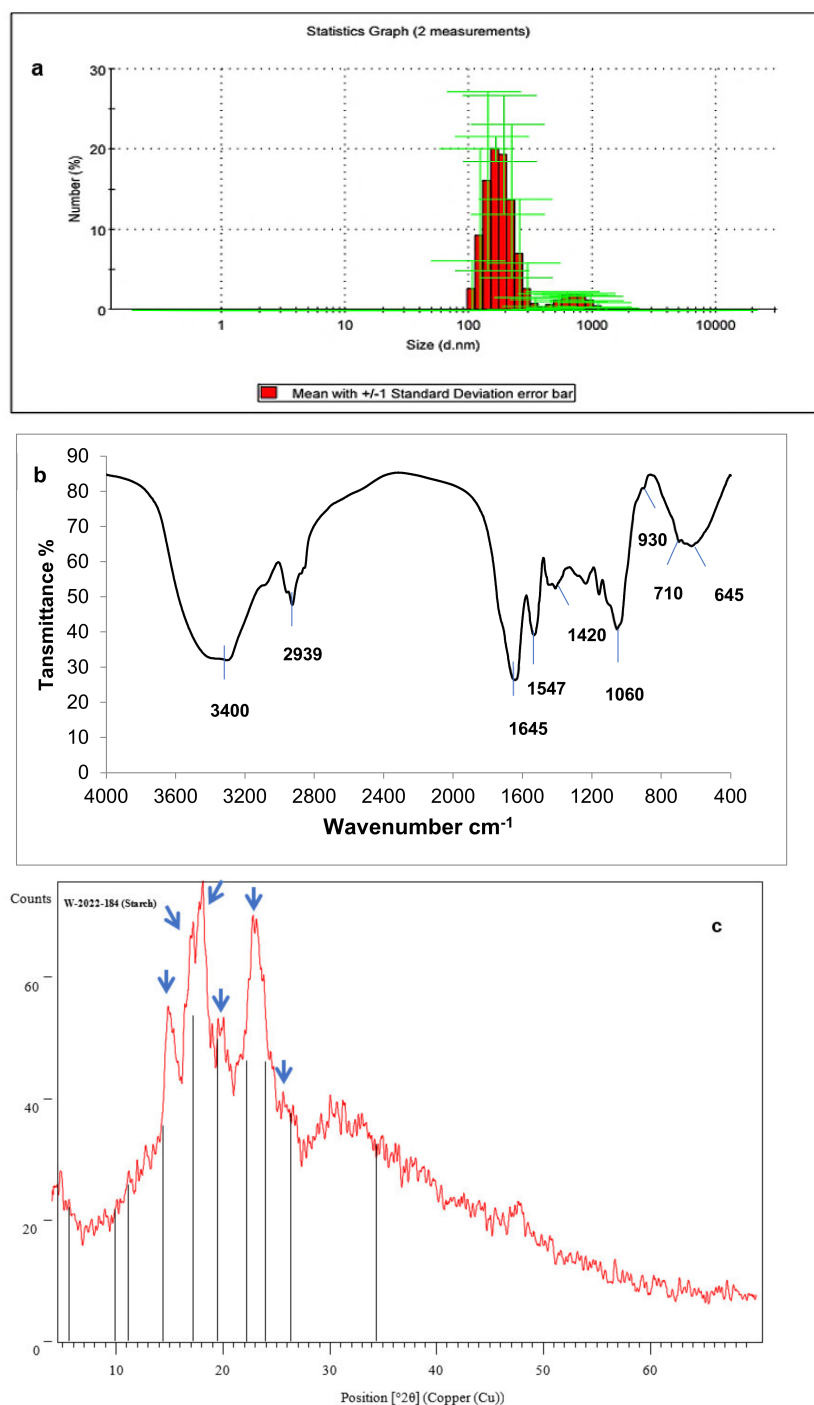 Statistics Graph (2 measurements)
a
30
20
10
0
Number (%)
1 10 100 1000 10000
Size (d.nm)
Mean with +/-1 Standard Deviation error bar
b
90
80
70
60
50
40
30
20
10
0
Tansmittance %
3400
2939
1645
1547
1420
1060
930
710
645
4000 3600 3200 2800 2400 2000 1600 1200 800 400
Wavenumber cm-1
Counts
W-2022-184 (Starch)
c
60
40
20
0
10 20 30 40 50 60
Position [°2θ] (Copper (Cu))